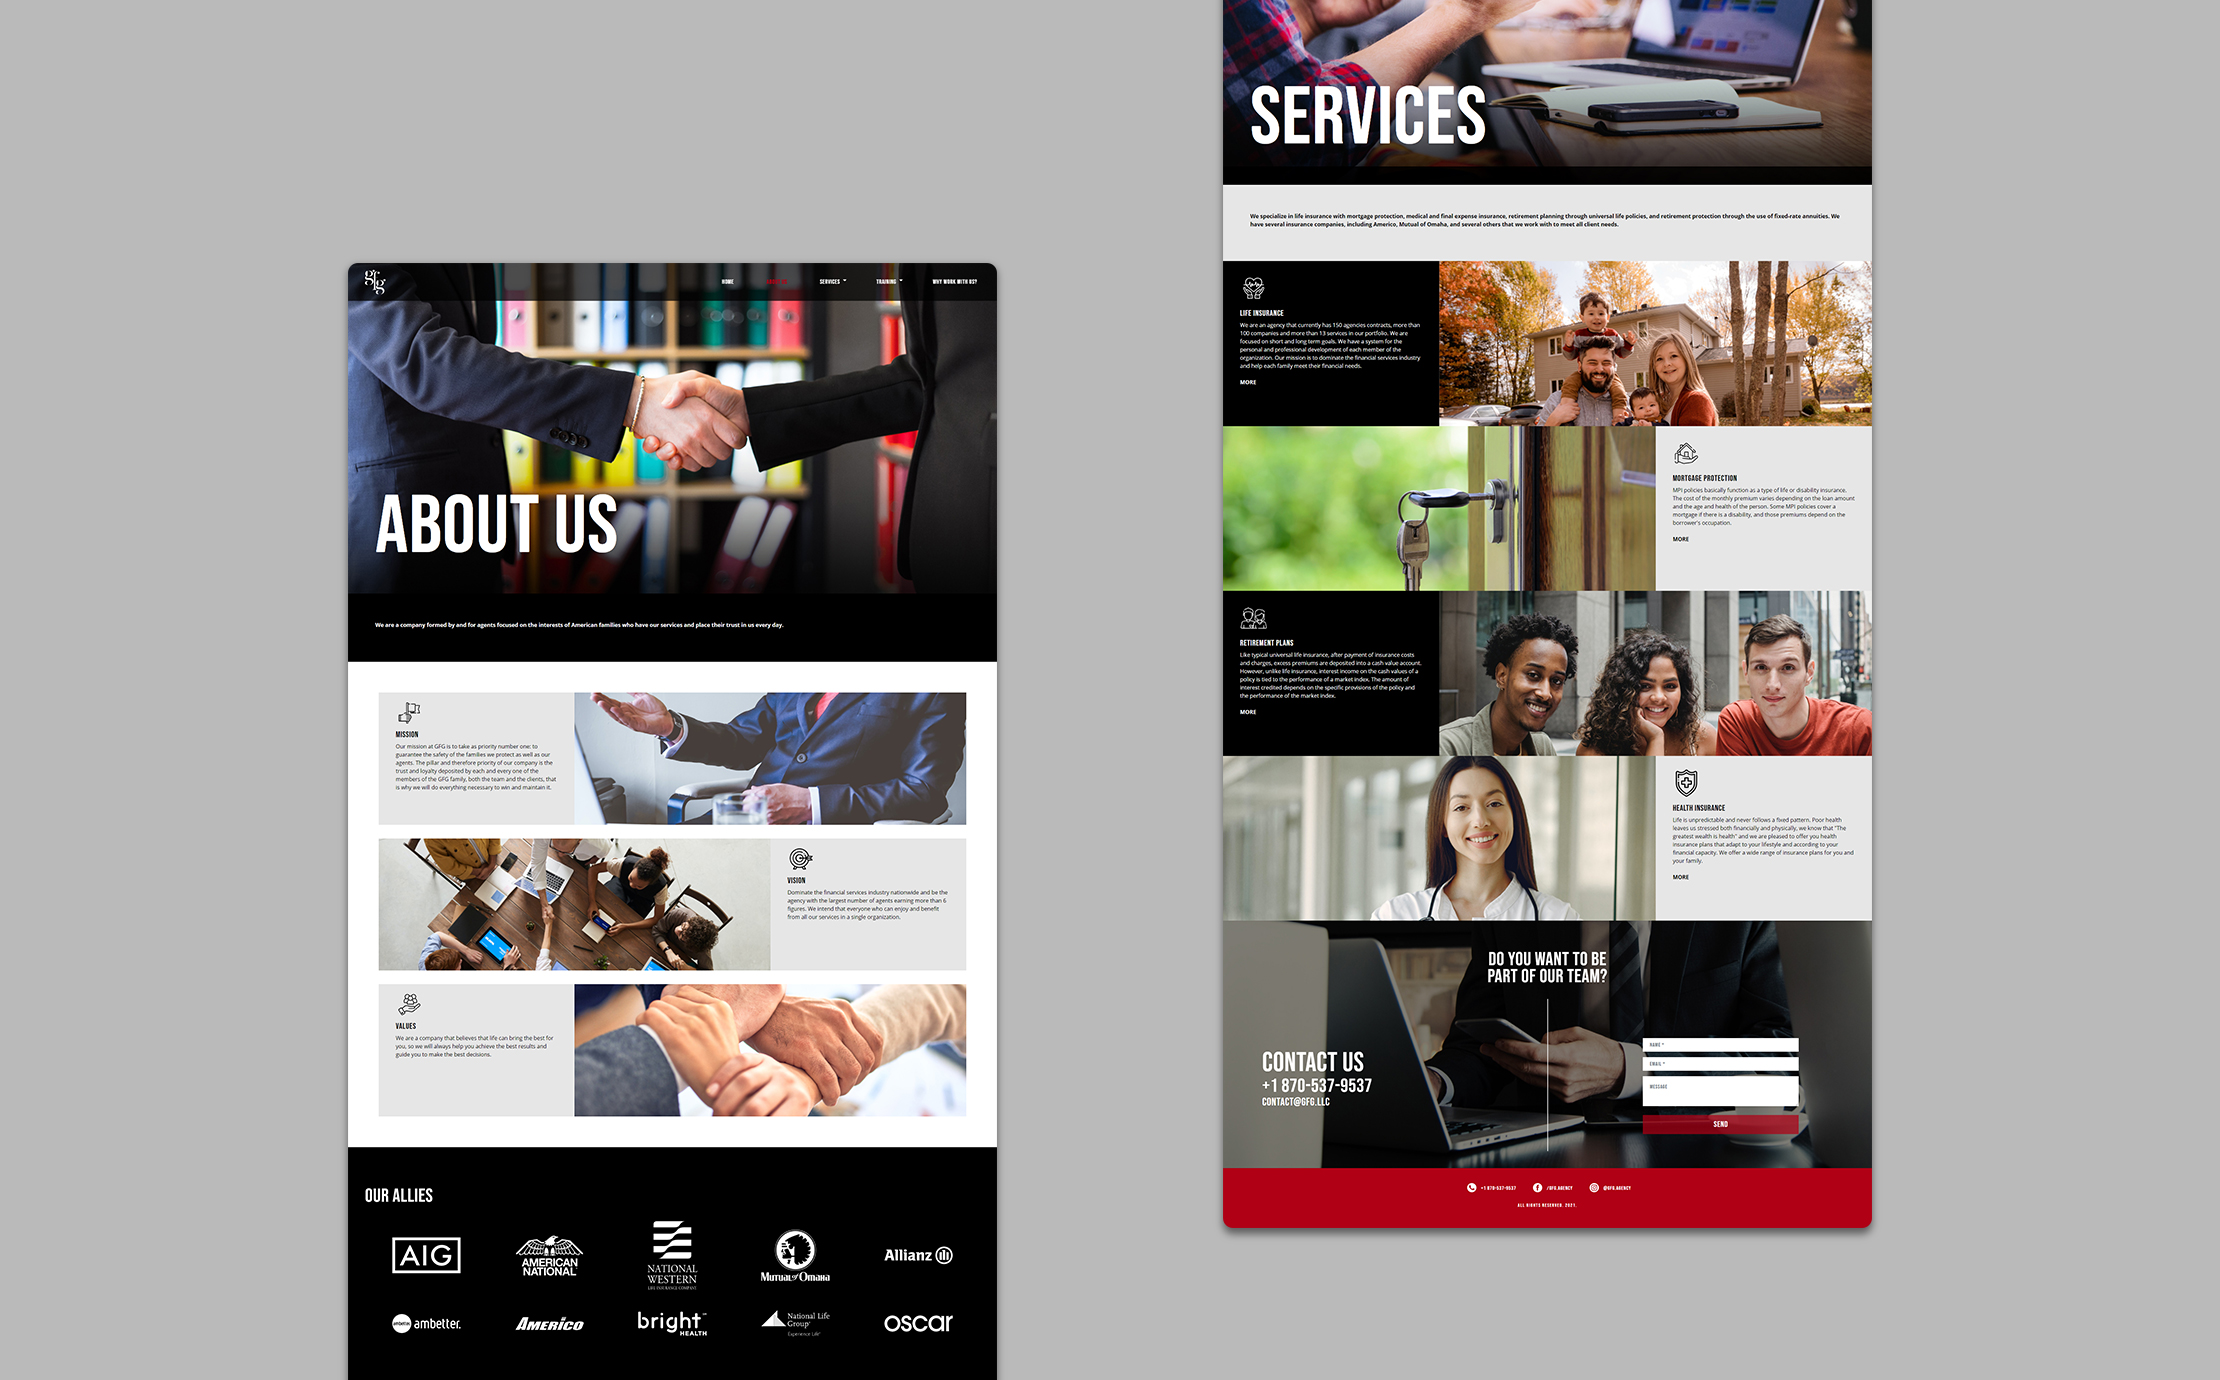 gfg
HOME
ABOUT US
SERVICES
TRAINING
WHY WORK WITH US?
ABOUT US
We are a company formed by and for agents focused on the interests of American families who have our services and place their trust in us every day.
MISSION
Our mission at GFG is to take as priority number one: to
guarantee the safety of the families we protect as well as our
agents. The pillar and therefore priority of our company is the
trust and loyalty deposited by each and every one of the
members of the GFG family, both the team and the clients, that
is why we will do everything necessary to win and maintain it.
VISION
Dominate the financial services industry nationwide and be the
agency with the largest number of agents earning more than 6
figures. We intend that everyone who can enjoy and benefit
from all our services in a single organization.
VALUES
We are a company that believes that life can bring the best for
you, so we will always help you achieve the best results and
guide you to make the best decisions.
OUR ALLIES
AIG
AMERICAN
NATIONAL
NATIONAL
WESTERN
LIFE INSURANCE COMPANY
Mutual of Omaha
Allianz
ambetter
ambetter.
AMERICO
bright
HEALTH
National Life
Group
Experience Life
oscar
SERVICES
We specialize in life insurance with mortgage protection, medical and final expense insurance, retirement planning through universal life policies, and retirement protection through the use of fixed-rate annuities. We
have several insurance companies, including Americo, Mutual of Omaha, and several others that we work with to meet all client needs.
LIFE INSURANCE
We are an agency that currently has 150 agencies contracts, more than
100 companies and more than 13 services in our portfolio. We are
focused on short and long term goals. We have a system for the
personal and professional development of each member of the
organization. Our mission is to dominate the financial services industry
and help each family meet their financial needs.
MORE
MORTGAGE PROTECTION
MPI policies basically function as a type of life or disability insurance.
The cost of the monthly premium varies depending on the loan amount
and the age and health of the person. Some MPI policies cover a
mortgage if there is a disability, and those premiums depend on the
borrower's occupation.
MORE
RETIREMENT PLANS
Like typical universal life insurance, after payment of insurance costs
and charges, excess premiums are deposited into a cash value account.
However, unlike life insurance, interest income on the cash values of a
policy is tied to the performance of a market index. The amount of
interest credited depends on the specific provisions of the policy and
the performance of the market index.
MORE
HEALTH INSURANCE
Life is unpredictable and never follows a fixed pattern. Poor health
leaves us stressed both financially and physically, we know that "The
greatest wealth is health" and we are pleased to offer you health
insurance plans that adapt to your lifestyle and according to your
financial capacity. We offer a wide range of insurance plans for you and
your family.
MORE
DO YOU WANT TO BE
PART OF OUR TEAM?
CONTACT US
+1 870-537-9537
CONTACT@GFG.LLC
NAME *
EMAIL *
MESSAGE
SEND
+1 870-537-9537
/GFG.AGENCY
@GFG.AGENCY
ALL RIGHTS RESERVED. 2021.